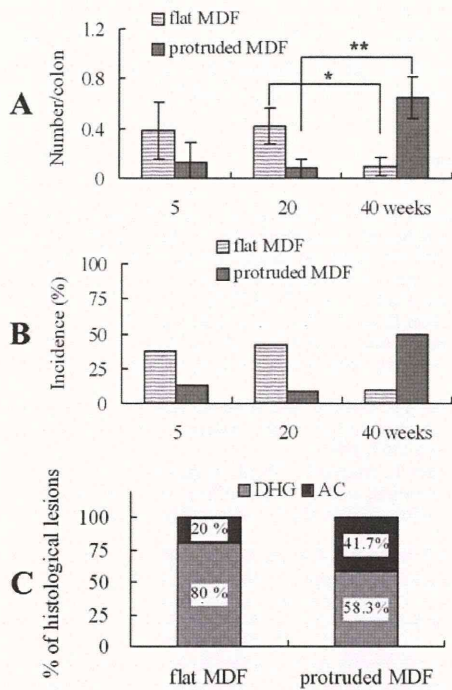 flat MDF
protruded MDF
A
Number/colon
1.2
0.8
0.4
0
*
**
5 20 40 weeks
flat MDF
protruded MDF
B
Incidence (%)
100
75
50
25
0
5 20 40 weeks
DHG AC
C
% of histological lesions
100
75
50
25
0
20 %
80 %
41.7%
58.3%
flat MDF protruded MDF